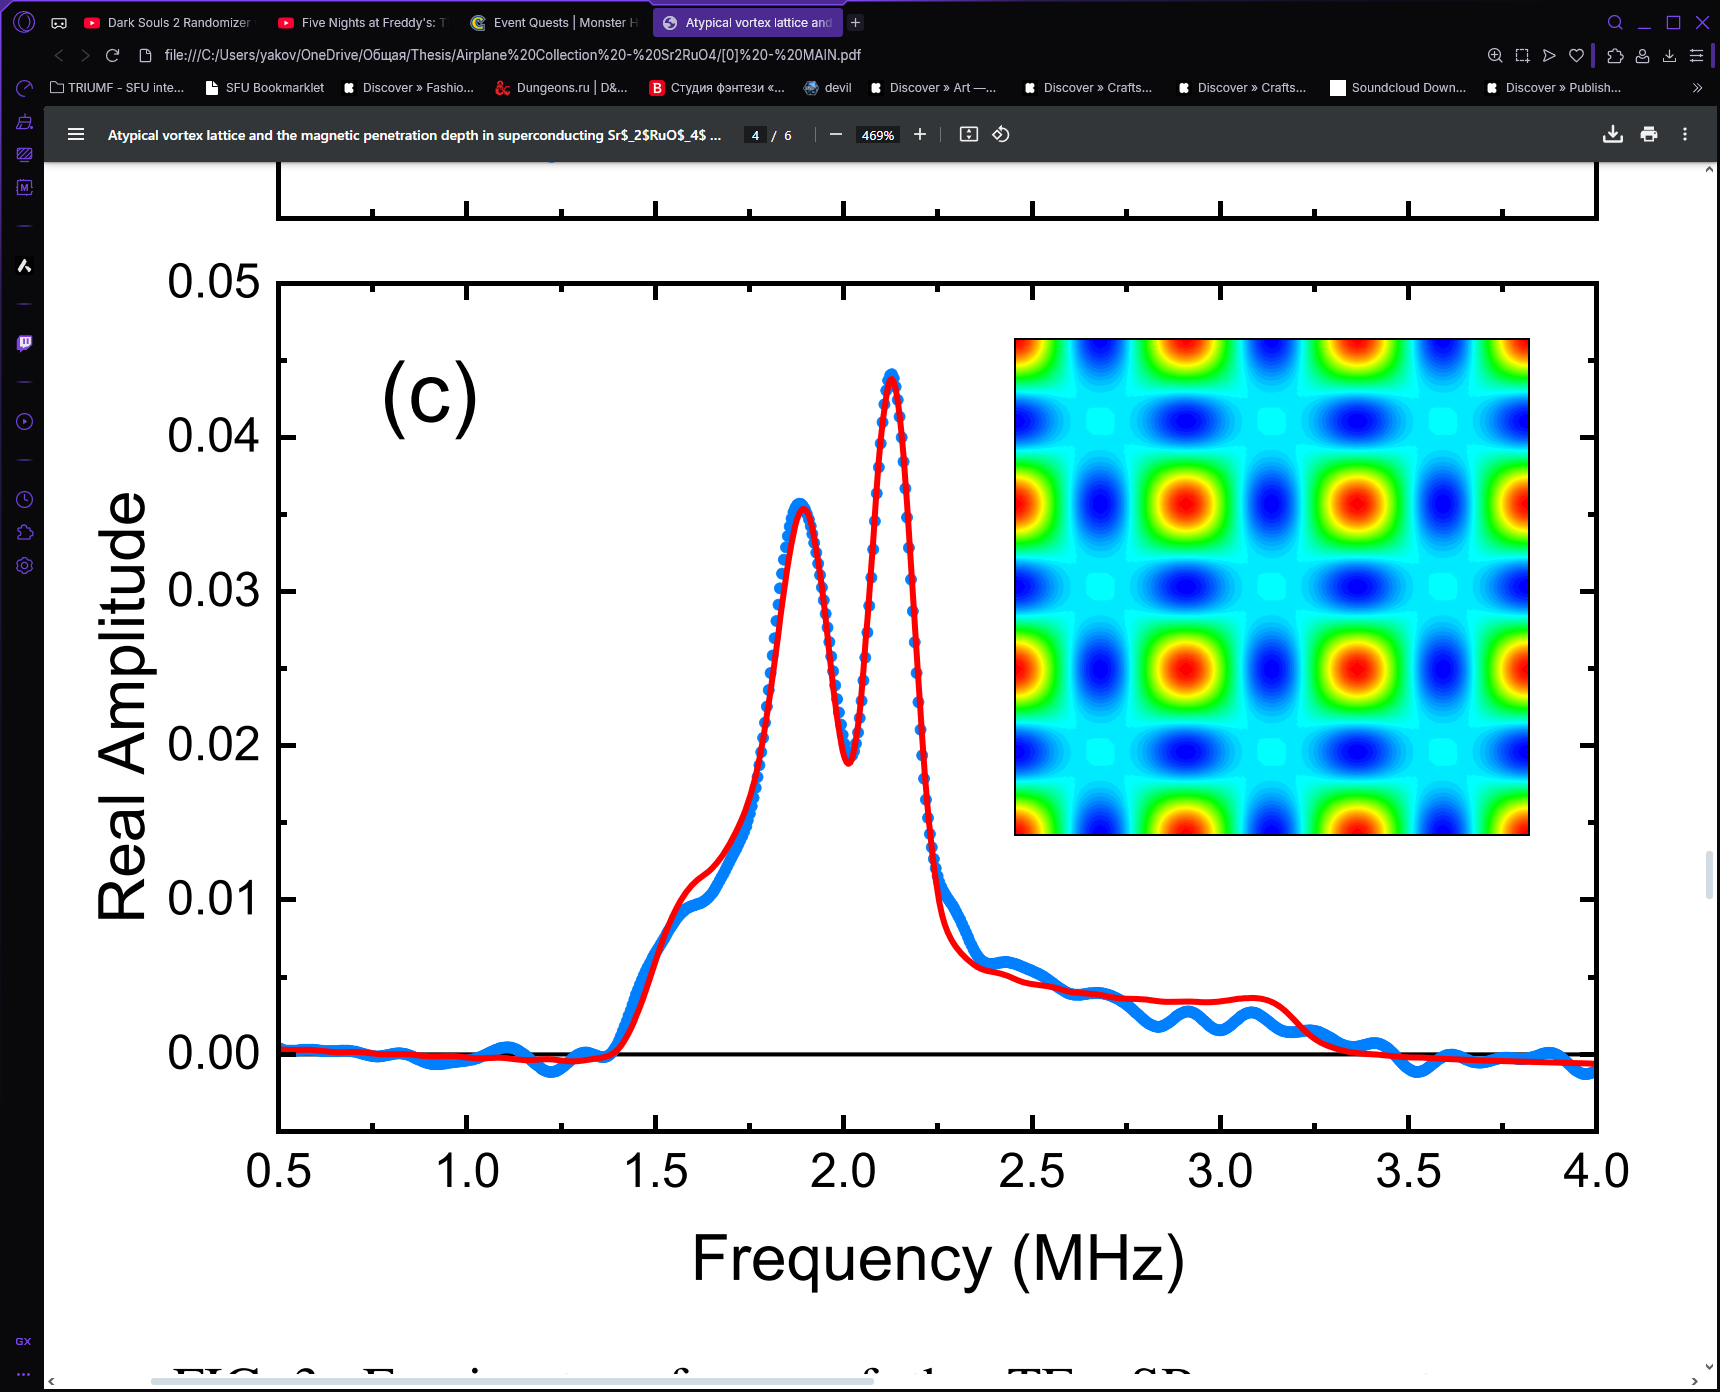 Dark Souls 2 Randomizer
Five Nights at Freddy's: T
Event Quests | Monster H
Atypical vortex lattice and
file:///C:/Users/yakov/OneDrive/Общая/Thesis/Airplane%20Collection%20-%20Sr2RuO4/[0]%20-%20MAIN.pdf
TRIUMF - SFU inte...
SFU Bookmarklet
Discover » Fashio...
Dungeons.ru | D&...
Студия фэнтези «...
devil
Discover » Art —...
Discover » Crafts...
Discover » Crafts...
Soundcloud Down...
Discover » Publish...
Atypical vortex lattice and the magnetic penetration depth in superconducting Sr$_2$RuO$_4$ ...
4 / 6
469%
0.05
0.04
0.03
0.02
0.01
0.00
Real Amplitude
(c)
0.5 1.0 1.5 2.0 2.5 3.0 3.5 4.0
Frequency (MHz)
GX